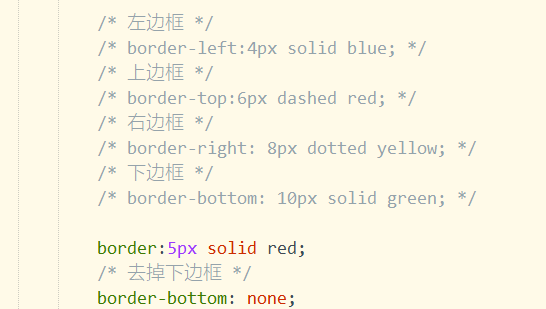 /* 左边框 */
/* border-left:4px solid blue; */
/* 上边框 */
/* border-top:6px dashed red; */
/* 右边框 */
/* border-right: 8px dotted yellow; */
/* 下边框 */
/* border-bottom: 10px solid green; */
border:5px solid red;
/* 去掉下边框 */
border-bottom: none;